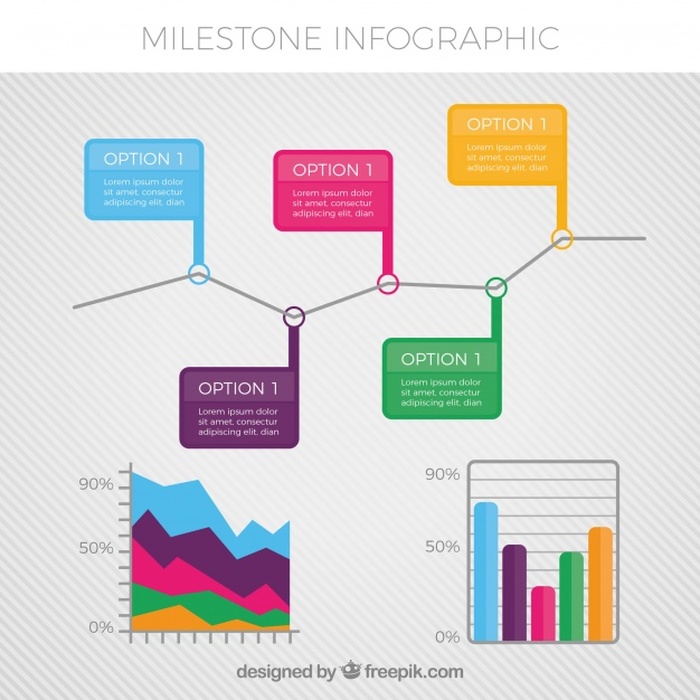 MILESTONE INFOGRAPHIC
OPTION 1
Lorem ipsum dolor
sit amet, consectur
adipiscing elit, dian
OPTION 1
Lorem ipsum dolor
sit amet, consectur
adipiscing elit, dian
OPTION 1
Lorem ipsum dolor
sit amet, consectur
adipiscing elit, dian
OPTION 1
Lorem ipsum dolor
sit amet, consectur
adipiscing elit, dian
OPTION 1
Lorem ipsum dolor
sit amet, consectur
adipiscing elit, dian
90%
50%
0%
90%
50%
0%
designed by freepik.com